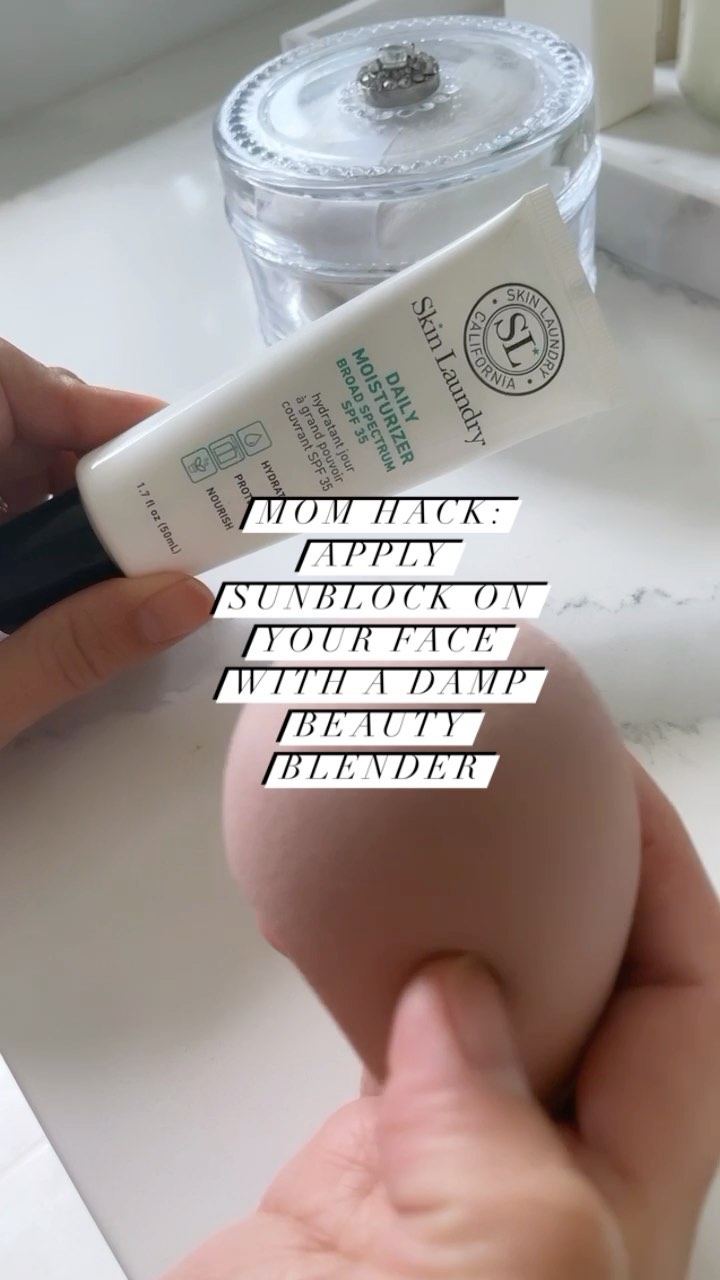 SKIN LAUNDRY
SL
CALIFORNIA
Skin Laundry
DAILY
MOISTURIZER
BROAD SPECTRUM
SPF 35
hydratant jour
à grand pouvoir
couvrant SPF 35
NOURISH
1.7 fl oz (50mL)
MOM HACK:
APPLY
SUNBLOCK ON
YOUR FACE
WITH A DAMP
BEAUTY
BLENDER